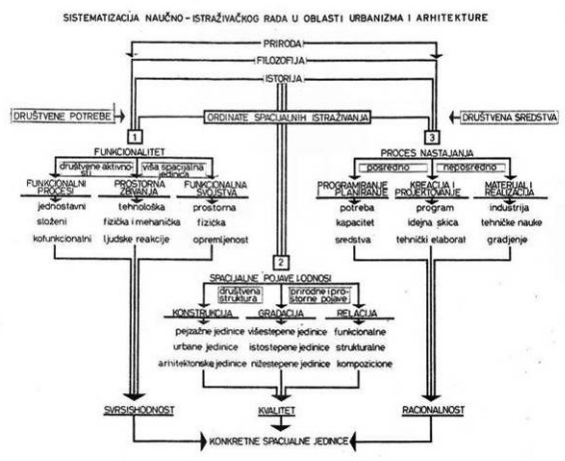 SISTEMATIZACIJA NAUČNO-ISTRAŽIVAČKOG RADA U OBLASTI URBANIZMA I ARHITEKTURE
PRIRODA
FILOZOFIJA
ISTORIJA
DRUŠTVENE POTREBE
ORDINATE SPACIJALNIH ISTRAŽIVANJA
DRUŠTVENA SREDSTVA
1
3
FUNKCIONALITET
PROCES NASTAJANJA
društvene aktivnosti
viša spacijalna jedinica
posredno
neposredno
FUNKCIONALNI PROCESI
PROSTORNA ZBIVANJA
FUNKCIONALNA SVOJSTVA
PROGRAMIRANJE PLANIRANJE
KREACIJA I PROJEKTOVANJE
MATERIJALI REALIZACIJA
jednostavni
tehnološka
prostorna
potreba
program
industrija
složeni
fizička i mehanička
fizička
kapacitet
idejna skica
tehničke nauke
kofunkcionalni
ljudske reakcije
opremljenost
sredstva
tehnički elaborat
gradjenje
2
SPACIJALNE POJAVE I ODNOSI
društvena struktura
prirodne i prostorne pojave
KONSTRUKCIJA
GRADACIJA
RELACIJA
pejzažne jedinice
višestepene jedinice
funkcionalne
urbane jedinice
istostepene jedinice
strukturalne
arhitektonske jedinice
nižestepene jedinice
kompozicione
SVRSISHODNOST
KVALITET
RACIONALNOST
KONKRETNE SPACIJALNE JEDINICE